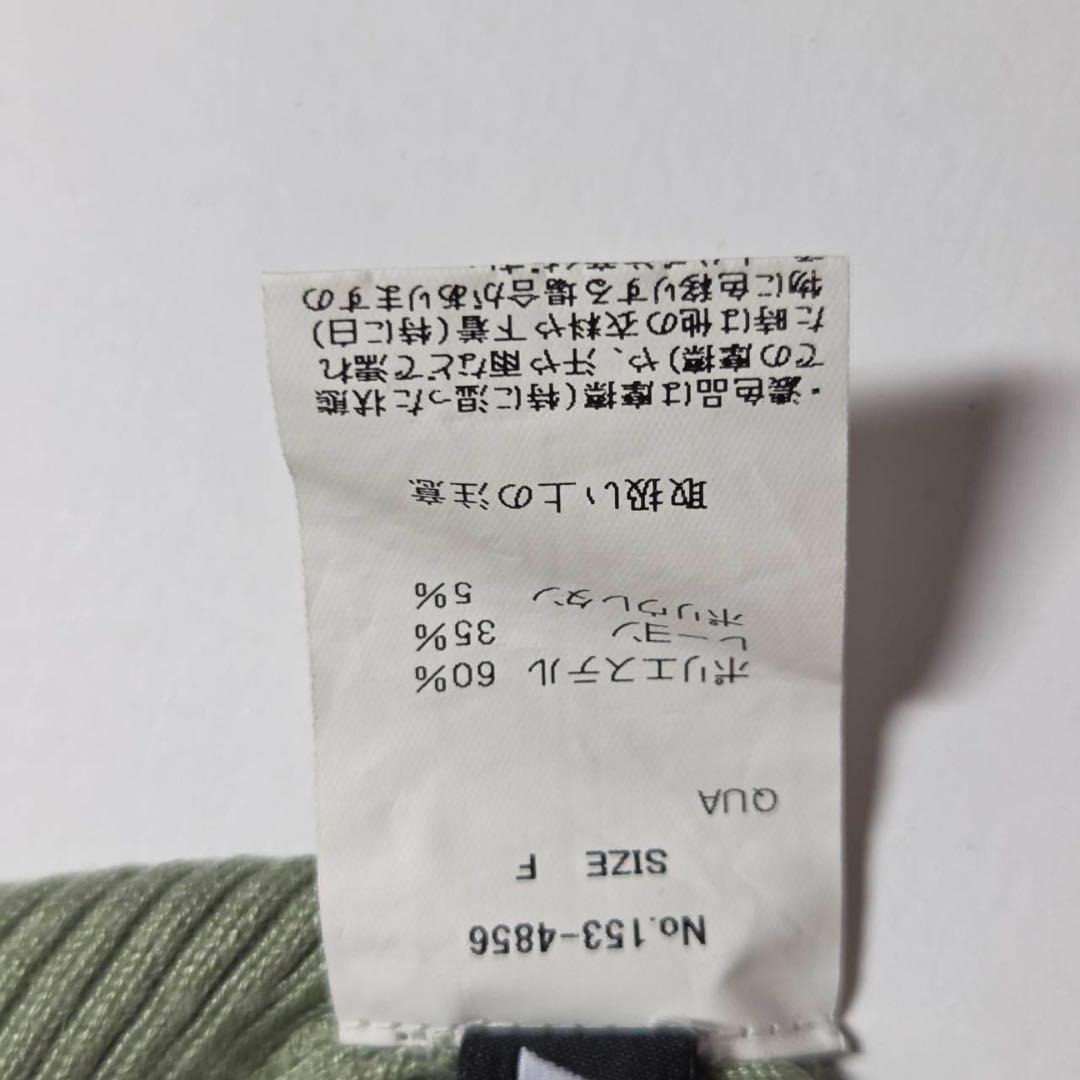 No.153-4856
SIZE F
QUA
ポリエステル 60%
レーヨン 35%
ポリウレタン 5%
取扱い上の注意
・濃色品は摩擦(特に湿った状態
での摩擦)や、汗や雨などで濡れ
た時は他の衣料や下着(特に白)
物に色移りする場合がありますの